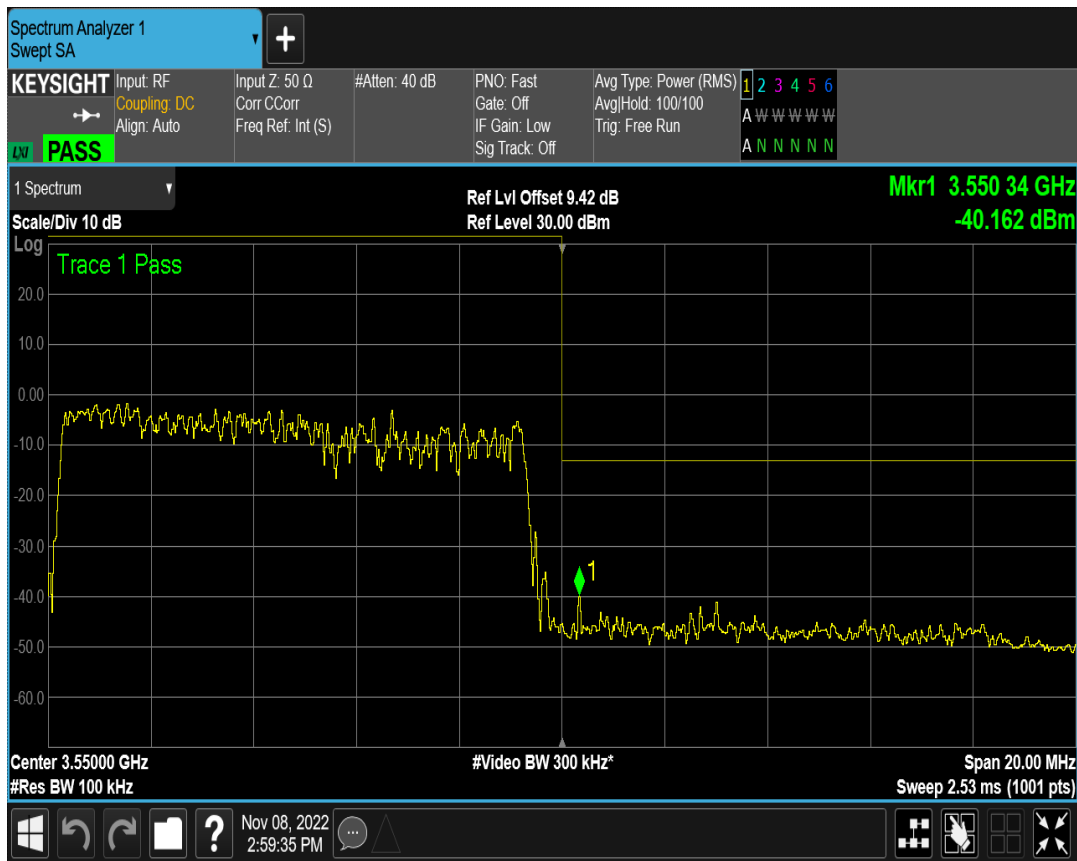 Spectrum Analyzer 1
Swept SA
+
KEYSIGHT
LXI PASS
Input: RF
Coupling: DC
Align: Auto
Input Z: 50 Ω
Corr CCorr
Freq Ref: Int (S)
#Atten: 40 dB
PNO: Fast
Gate: Off
IF Gain: Low
Sig Track: Off
Avg Type: Power (RMS)
Avg|Hold: 100/100
Trig: Free Run
1 2 3 4 5 6
A W W W W W
A N N N N N
1 Spectrum
Scale/Div 10 dB
Ref Lvl Offset 9.42 dB
Ref Level 30.00 dBm
Mkr1 3.550 34 GHz
-40.162 dBm
Log
Trace 1 Pass
20.0
10.0
0.00
-10.0
-20.0
-30.0
1
-40.0
-50.0
-60.0
Center 3.55000 GHz
#Res BW 100 kHz
#Video BW 300 kHz*
Span 20.00 MHz
Sweep 2.53 ms (1001 pts)
?
Nov 08, 2022
2:59:35 PM